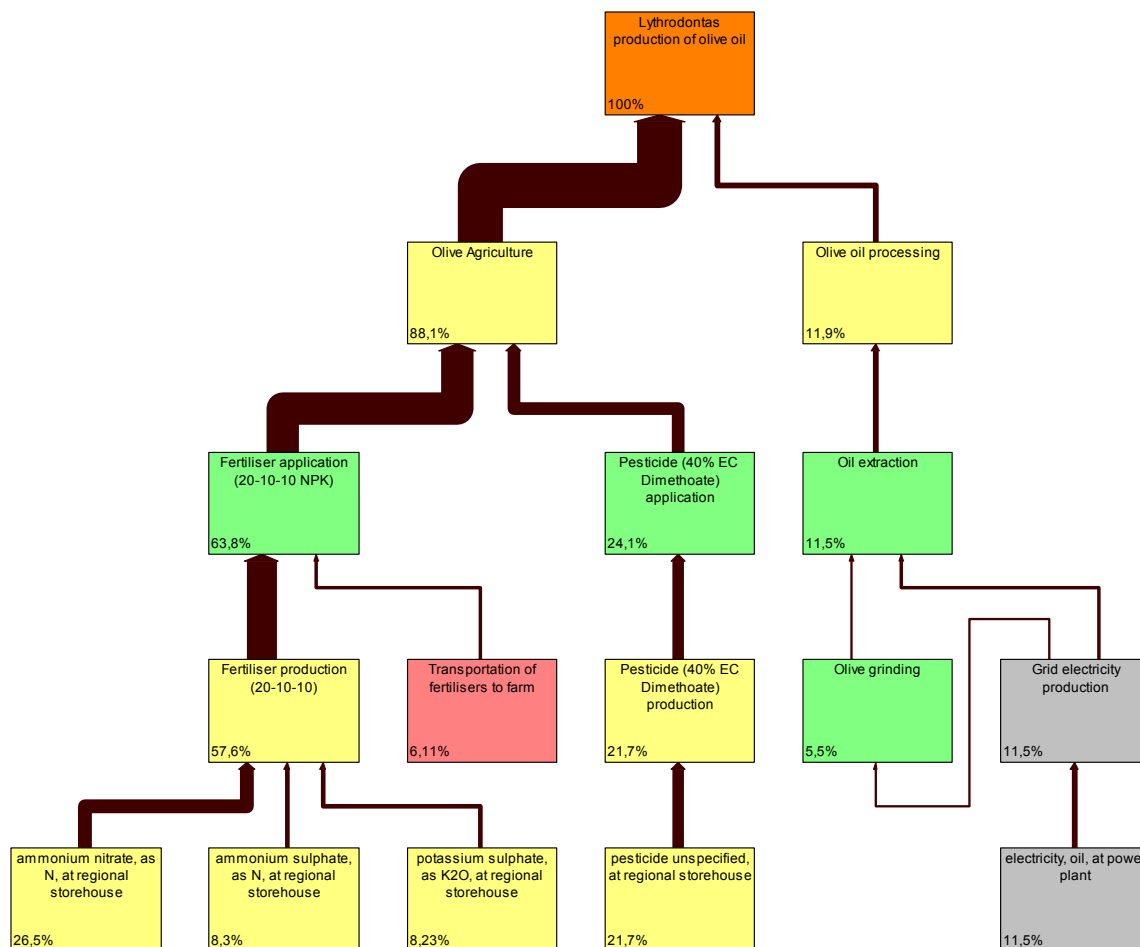 Lythrodontas
production of olive oil
100%
Olive Agriculture
88,1%
Olive oil processing
11,9%
Fertiliser application
(20-10-10 NPK)
63,8%
Pesticide (40% EC
Dimethoate)
application
24,1%
Oil extraction
11,5%
Fertiliser production
(20-10-10)
57,6%
Transportation of
fertilisers to farm
6,11%
Pesticide (40% EC
Dimethoate)
production
21,7%
Olive grinding
5,5%
Grid electricity
production
11,5%
ammonium nitrate, as
N, at regional
storehouse
26,5%
ammonium sulphate,
as N, at regional
storehouse
8,3%
potassium sulphate,
as K2O, at regional
storehouse
8,23%
pesticide unspecified,
at regional storehouse
21,7%
electricity, oil, at powe
plant
11,5%